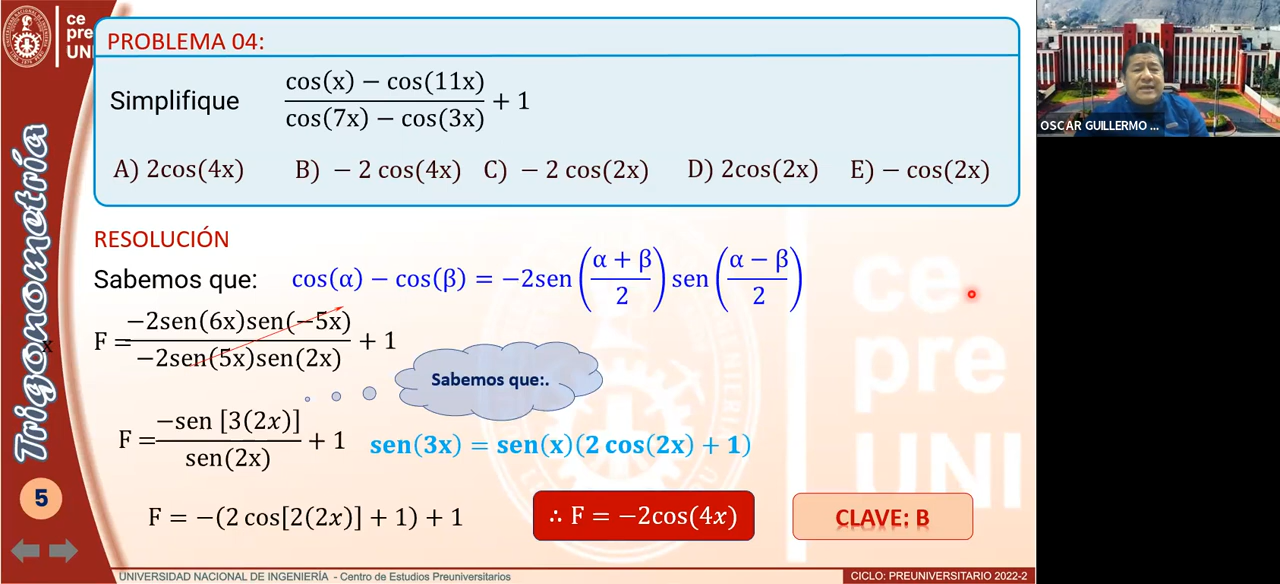 ce
pre
UNI
PROBLEMA 04:
Simplifique (cos(x) − cos(11x))/(cos(7x) − cos(3x)) + 1
A) 2cos(4x) B) − 2 cos(4x) C) − 2 cos(2x) D) 2cos(2x) E) − cos(2x)
RESOLUCIÓN
Sabemos que: cos(α) − cos(β) = −2sen((α + β)/2) sen((α − β)/2)
F = (−2sen(6x)sen(−5x))/(−2sen(5x)sen(2x)) + 1
x
Sabemos que:.
F = (−sen [3(2x)])/(sen(2x)) + 1
sen(3x) = sen(x)(2 cos(2x) + 1)
F = −(2 cos[2(2x)] + 1) + 1
∴ F = −2cos(4x)
CLAVE: B
Trigonometría
5
ce
pre
UNI
UNIVERSIDAD NACIONAL DE INGENIERÍA - Centro de Estudios Preuniversitarios
CICLO: PREUNIVERSITARIO 2022-2
OSCAR GUILLERMO ...